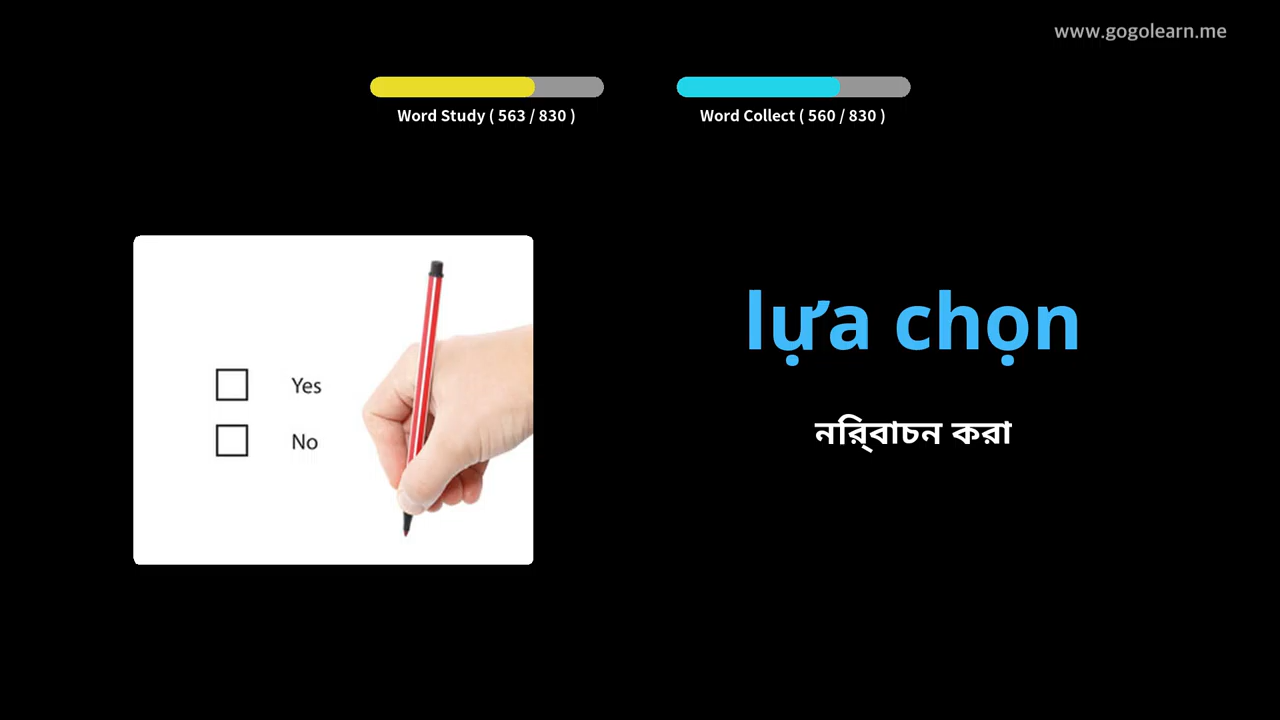 www.gogolearn.me
Word Study ( 563 / 830 )
Word Collect ( 560 / 830 )
Yes
No
lựa chọn
নির্বাচন করা